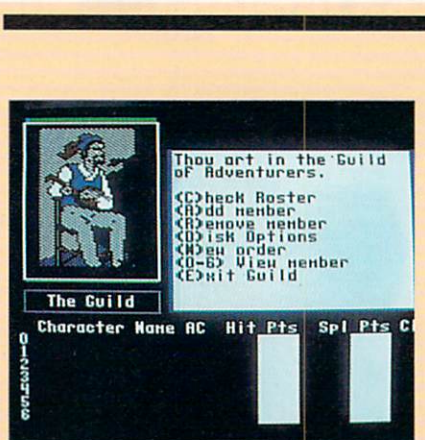 Thou art in the Guild
of Adventurers.
<C>heck Roster
<A>dd member
<R>emove member
<D>isk Options
<N>ew order
<0-6> View member
<E>xit Guild
The Guild
Character Name AC Hit Pts Spl Pts Cl
0
1
2
3
4
5
6